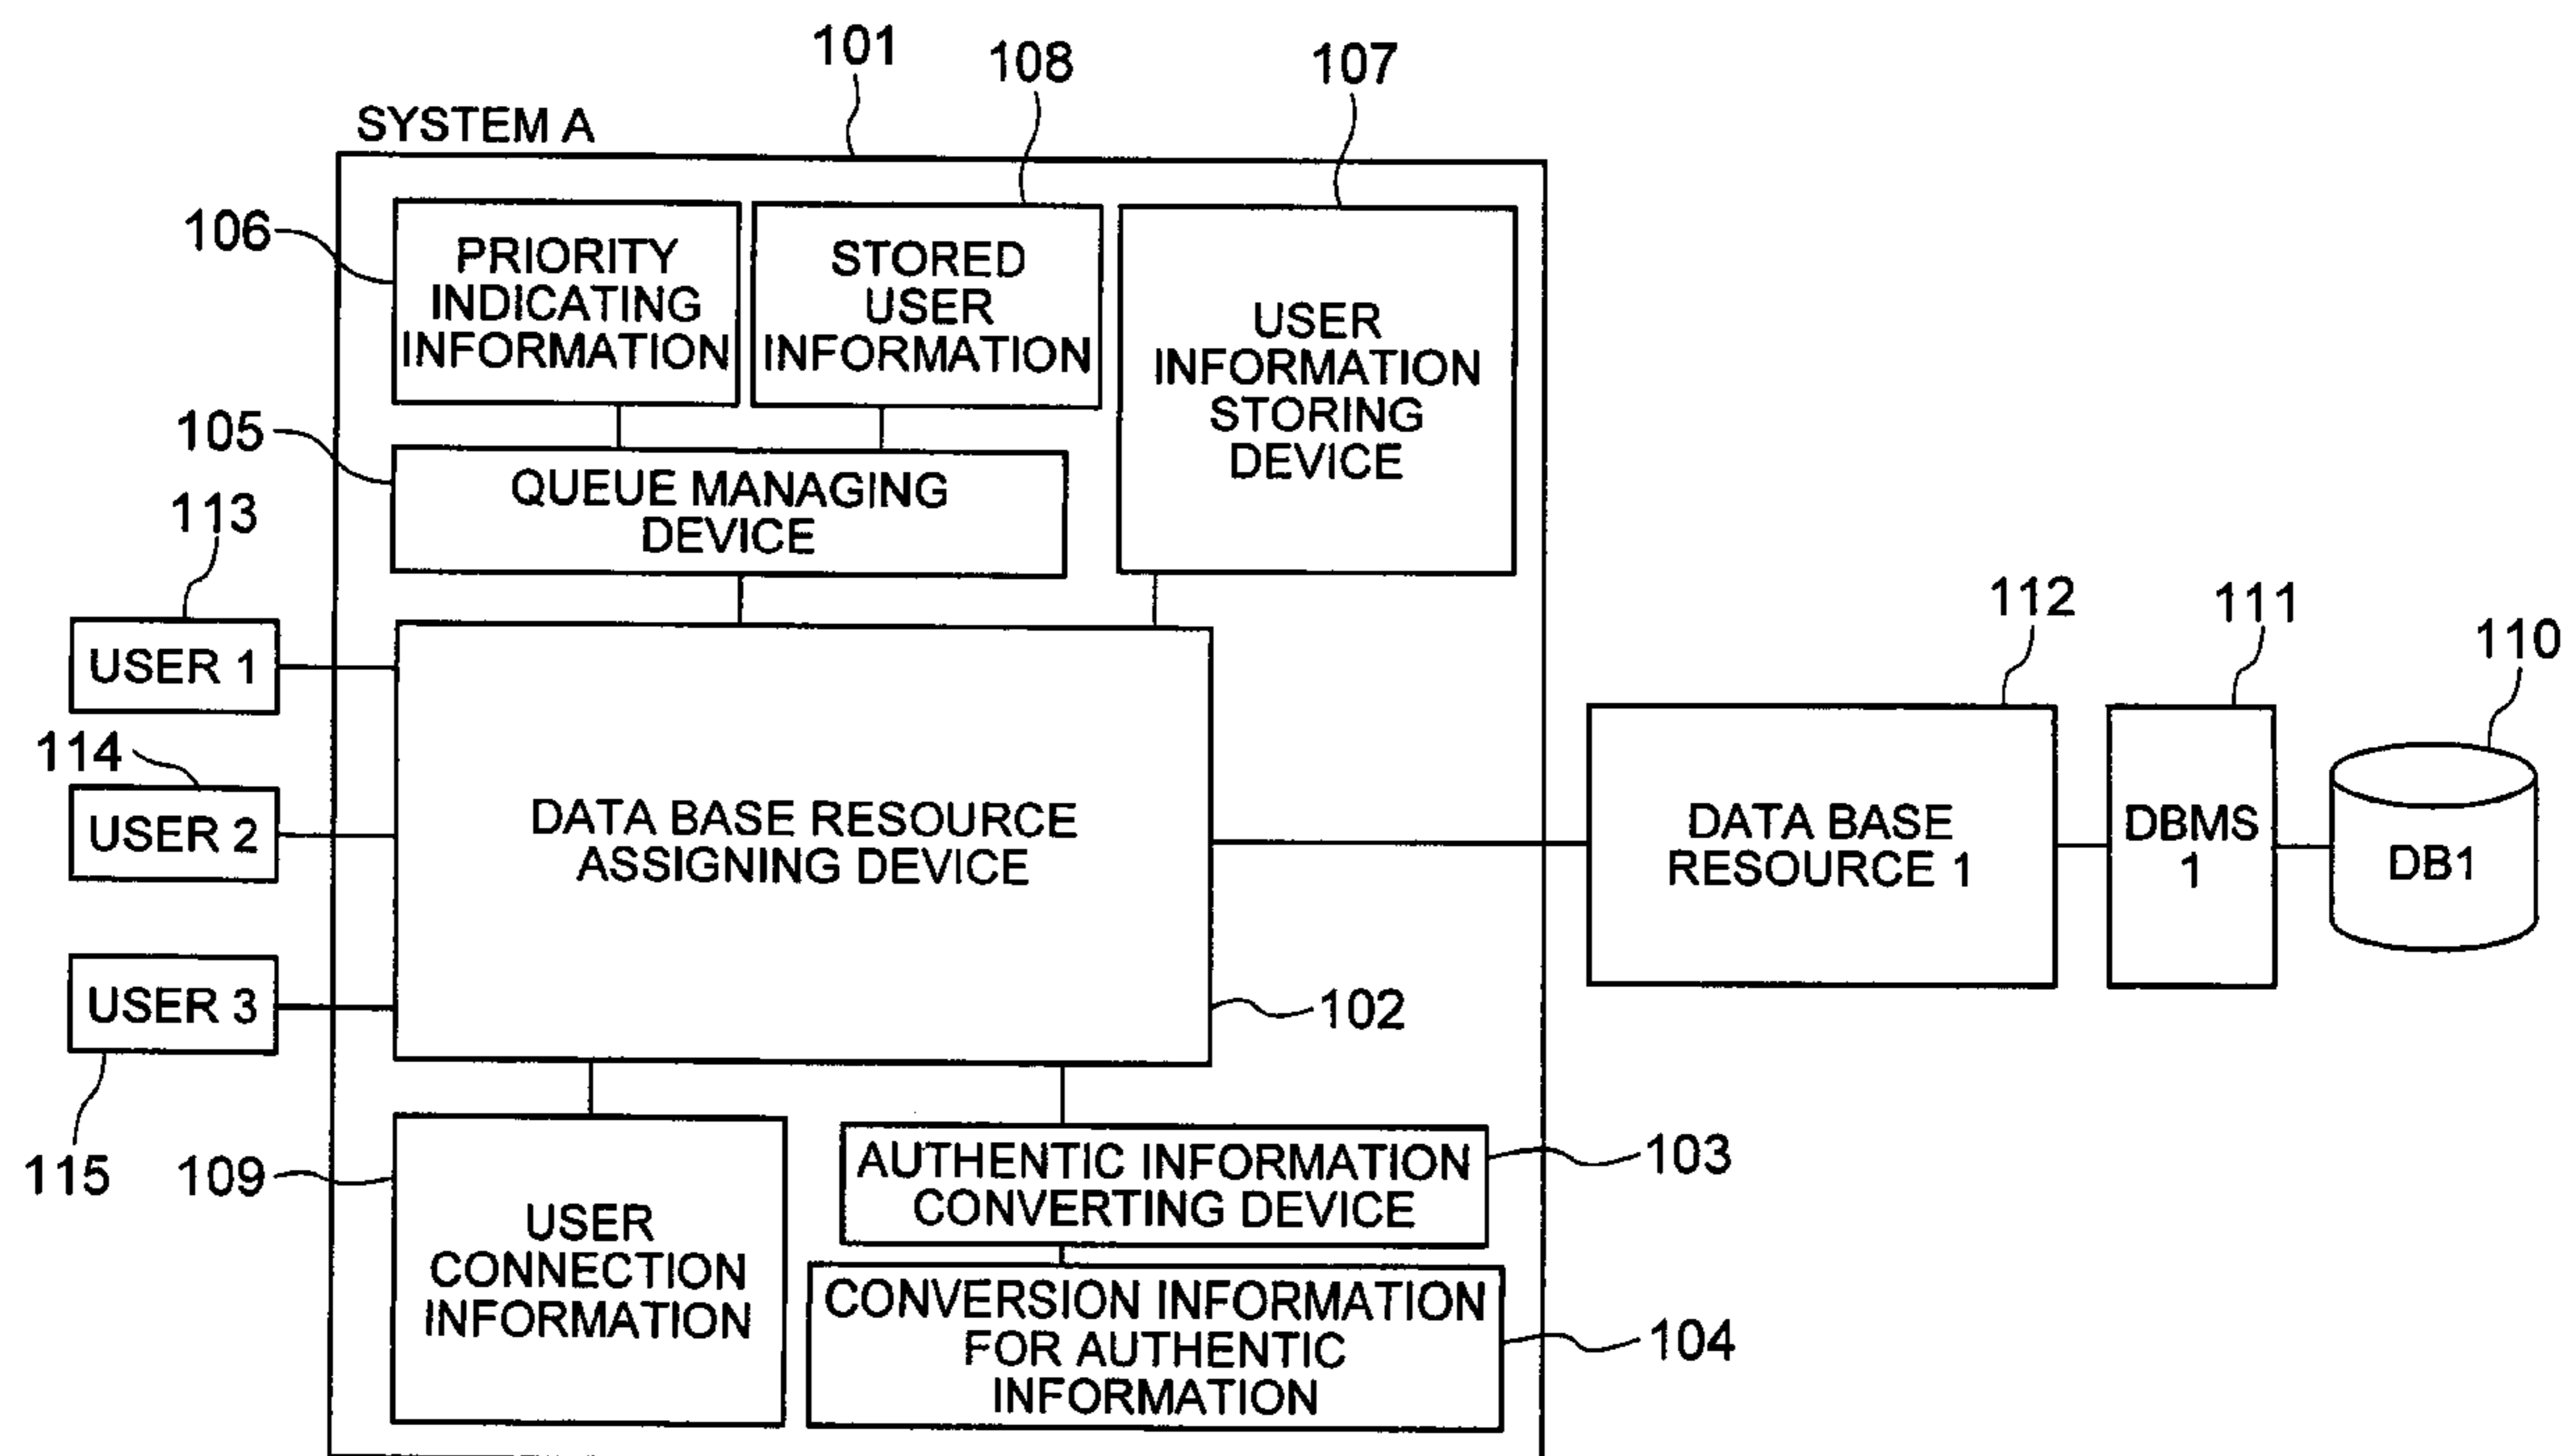 101
108
107
SYSTEM A
106
PRIORITY
INDICATING
INFORMATION
STORED
USER
INFORMATION
USER
INFORMATION
STORING
DEVICE
105
QUEUE MANAGING
DEVICE
113
USER 1
114
USER 2
USER 3
115
DATA BASE RESOURCE
ASSIGNING DEVICE
102
112
111
110
DATA BASE
RESOURCE 1
DBMS
1
DB1
109
USER
CONNECTION
INFORMATION
AUTHENTIC INFORMATION
CONVERTING DEVICE
103
CONVERSION INFORMATION
FOR AUTHENTIC
INFORMATION
104